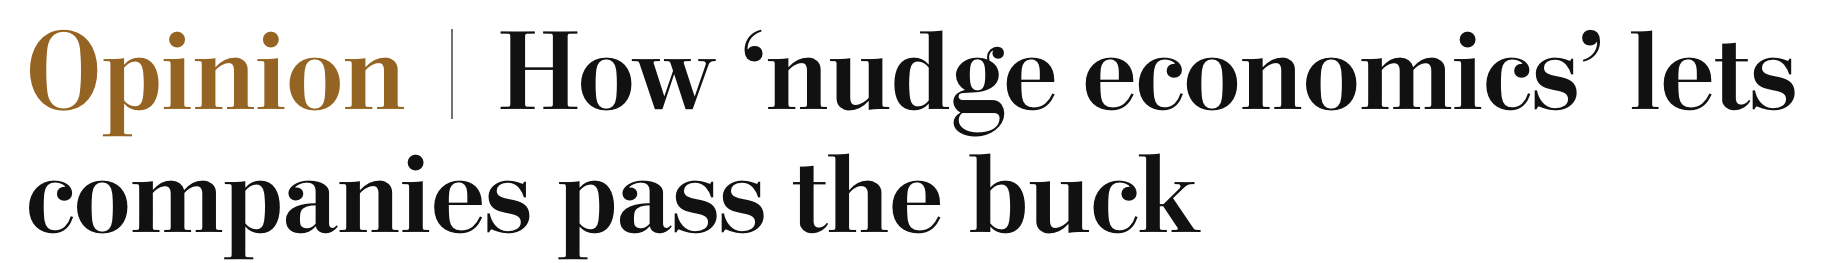 Opinion | How ‘nudge economics’ lets
companies pass the buck